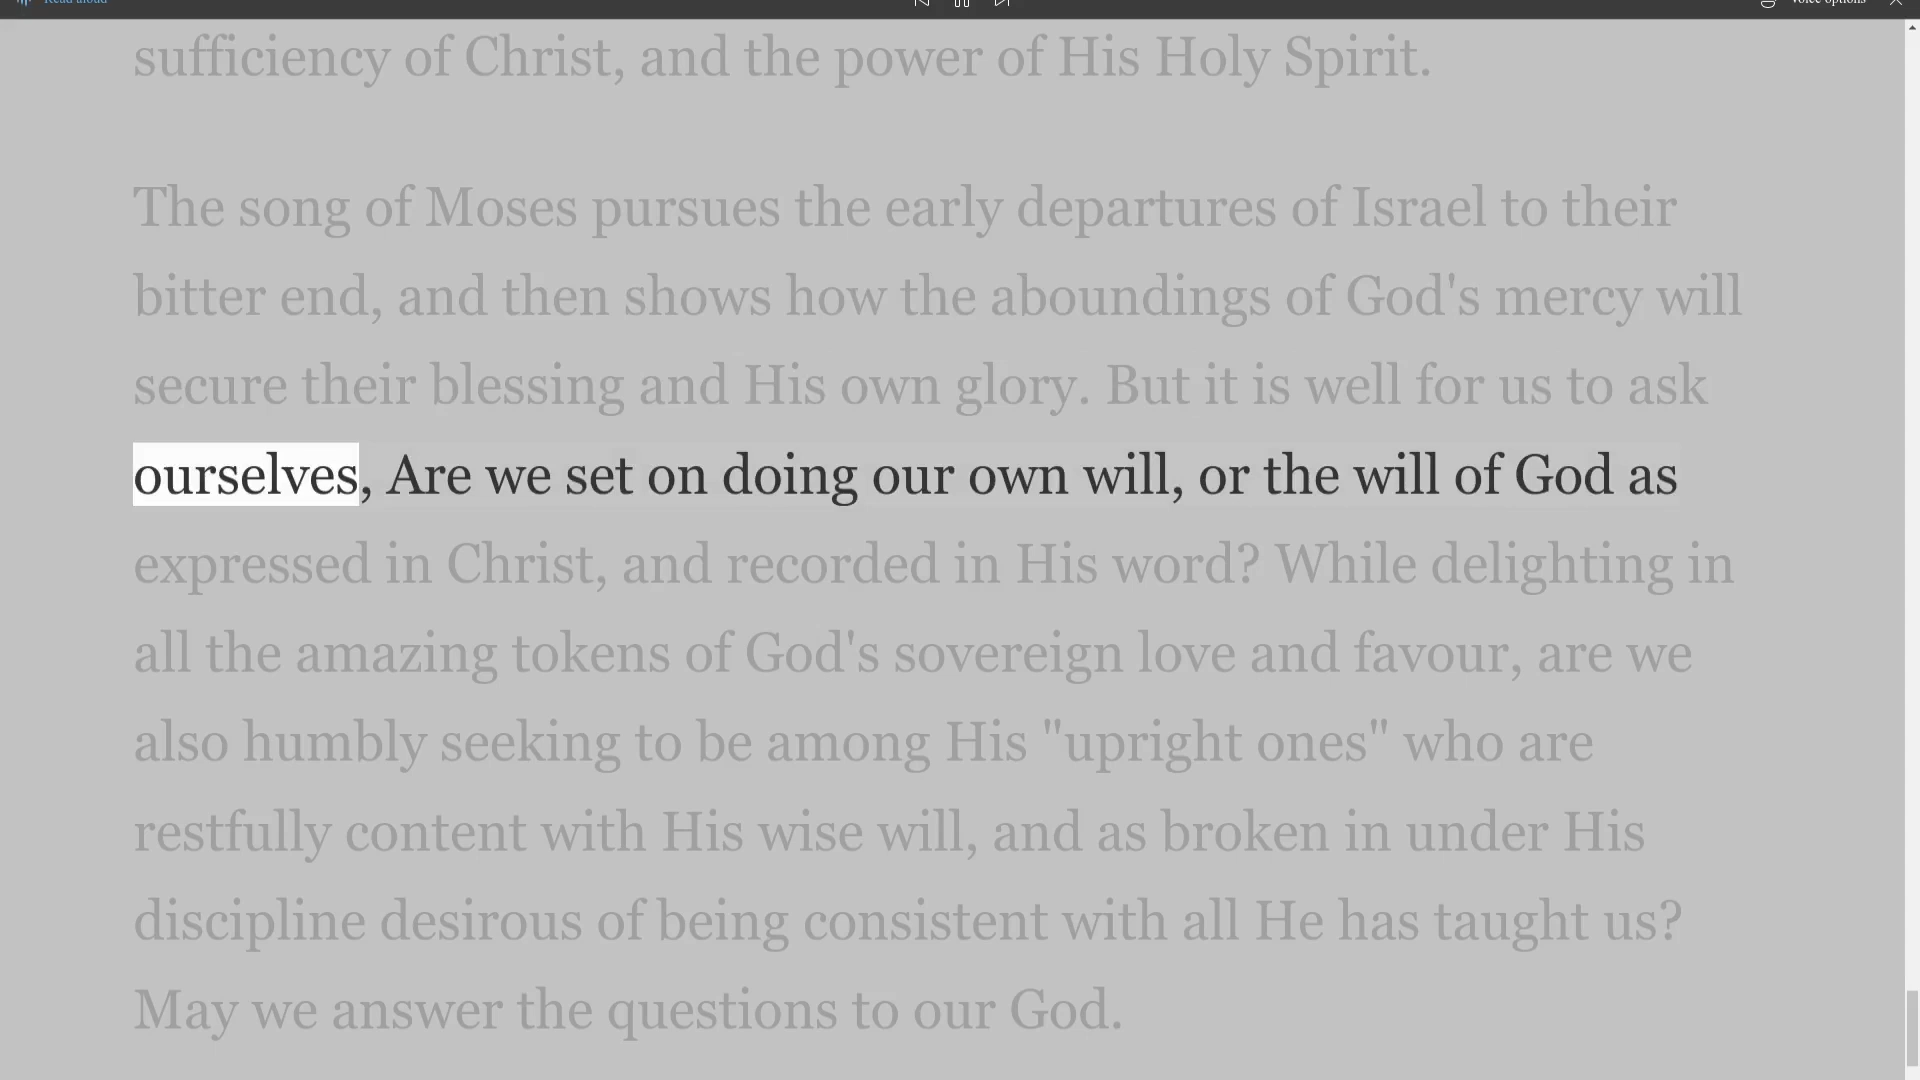 Read aloud
Voice options
sufficiency of Christ, and the power of His Holy Spirit.
The song of Moses pursues the early departures of Israel to their
bitter end, and then shows how the aboundings of God's mercy will
secure their blessing and His own glory. But it is well for us to ask
ourselves, Are we set on doing our own will, or the will of God as
expressed in Christ, and recorded in His word? While delighting in
all the amazing tokens of God's sovereign love and favour, are we
also humbly seeking to be among His "upright ones" who are
restfully content with His wise will, and as broken in under His
discipline desirous of being consistent with all He has taught us?
May we answer the questions to our God.